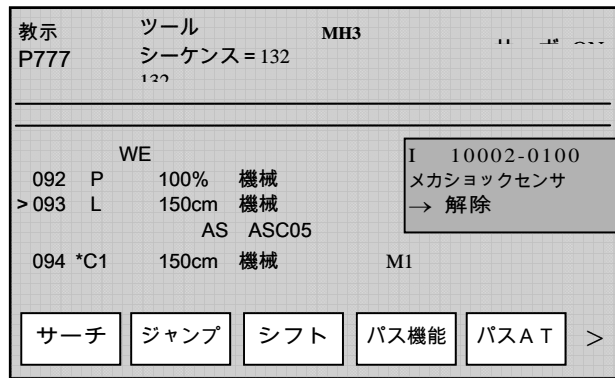 教示 ツール MH3
P777 シーケンス = 132
132
WE
092 P 100% 機械
> 093 L 150cm 機械
AS ASC05
094 *C1 150cm 機械 M1
I 10002-0100
メカショックセンサ
→ 解除
サーチ ジャンプ シフト パス機能 パスAT >